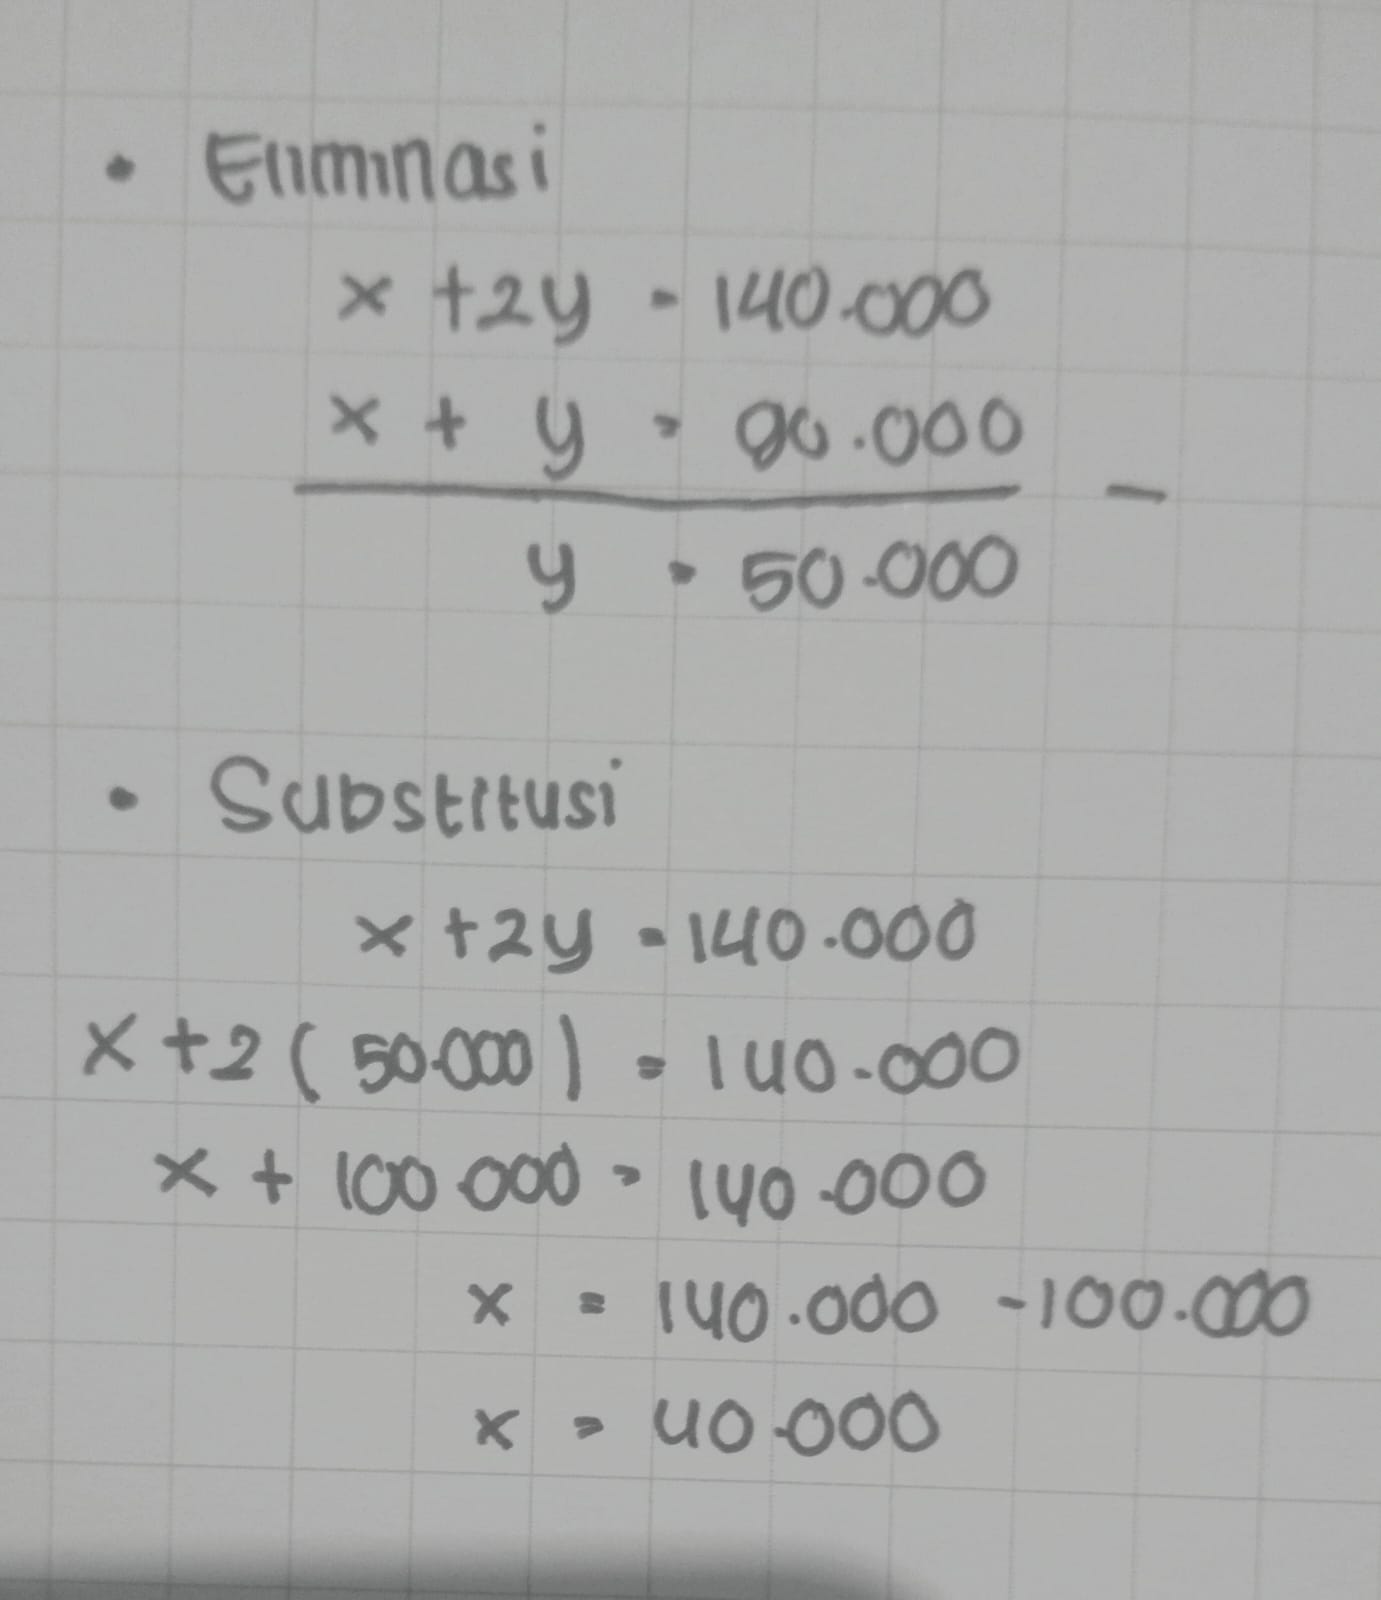 • Eliminasi
x + 2y = 140.000
x + y = 90.000
—
y = 50.000
• Substitusi
x + 2y = 140.000
x + 2 ( 50.000 ) = 140.000
x + 100.000 = 140.000
x = 140.000 - 100.000
x = 40.000